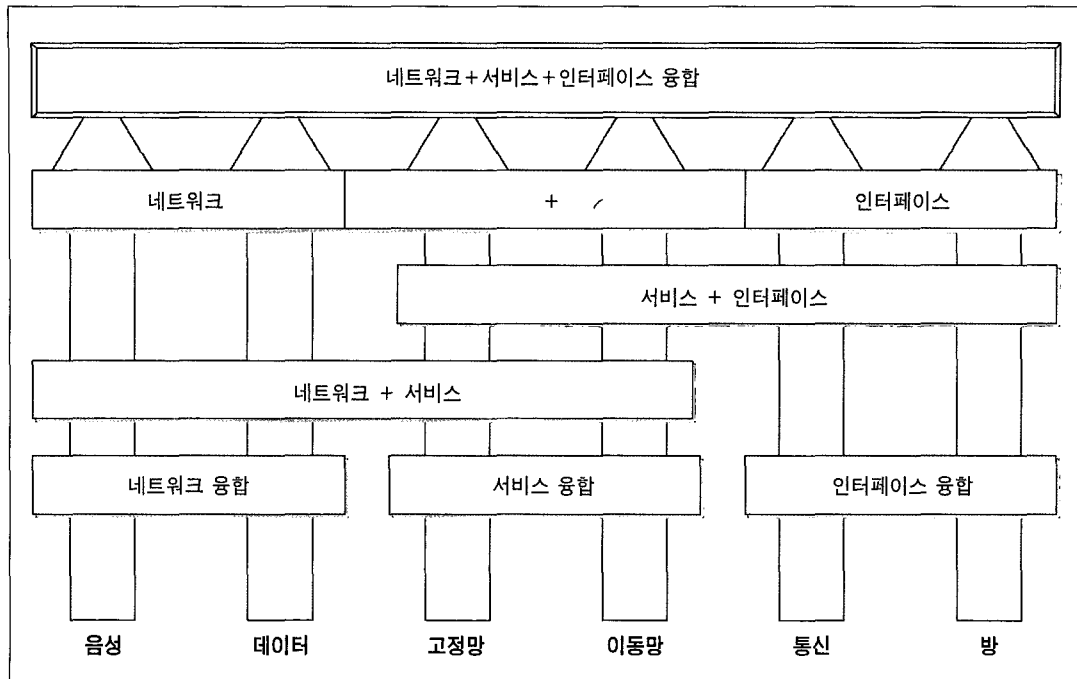 네트워크+서비스+인터페이스 융합
네트워크 + 인터페이스
서비스 + 인터페이스
네트워크 + 서비스
네트워크 융합 서비스 융합 인터페이스 융합
음성 데이터 고정망 이동망 통신 방